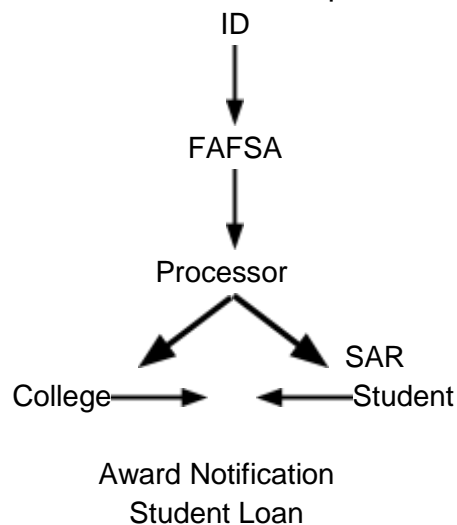 ID
FAFSA
Processor
SAR
College Student
Award Notification
Student Loan